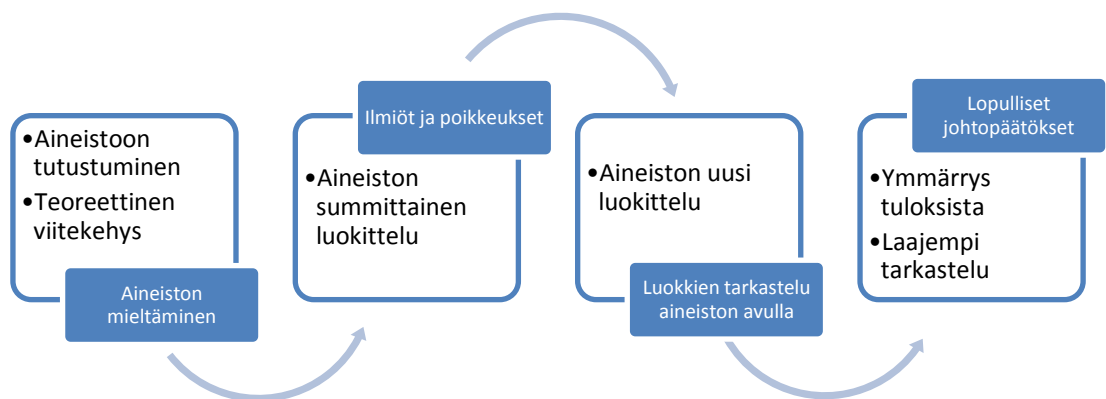 •Aineistoon
tutustuminen
•Teoreettinen
viitekehys
Aineiston
mieltäminen
Ilmiöt ja poikkeukset
•Aineiston
summittainen
luokittelu
•Aineiston uusi
luokittelu
Luokkien tarkastelu
aineiston avulla
Lopulliset
johtopäätökset
•Ymmärrys
tuloksista
•Laajempi
tarkastelu